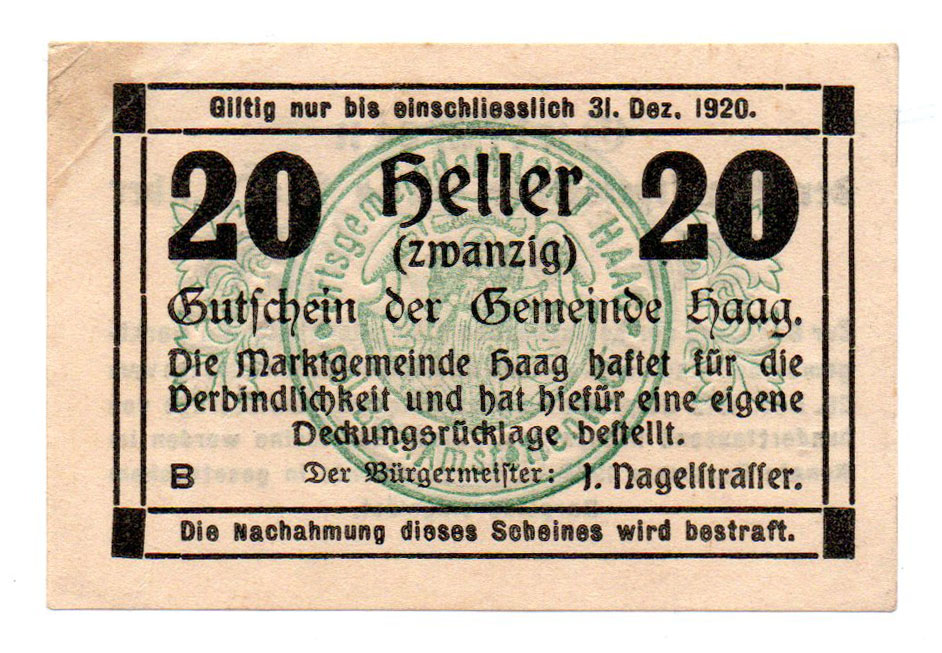 Giltig nur bis einschliesslich 31. Dez. 1920.
20 Heller 20
(zwanzig)
Gutschein der Gemeinde Haag.
Die Marktgemeinde Haag haftet für die
Verbindlichkeit und hat hiefür eine eigene
Deckungsrücklage bestellt.
B Der Bürgermeister: J. Nagelstrasser.
Die Nachahmung dieses Scheines wird bestraft.